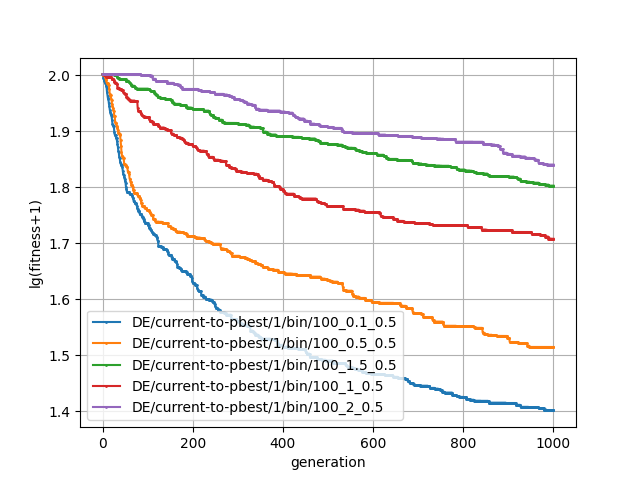 2.0
1.9
1.8
1.7
1.6
1.5
1.4
lg(fitness+1)
DE/current-to-pbest/1/bin/100_0.1_0.5
DE/current-to-pbest/1/bin/100_0.5_0.5
DE/current-to-pbest/1/bin/100_1.5_0.5
DE/current-to-pbest/1/bin/100_1_0.5
DE/current-to-pbest/1/bin/100_2_0.5
0 200 400 600 800 1000
generation